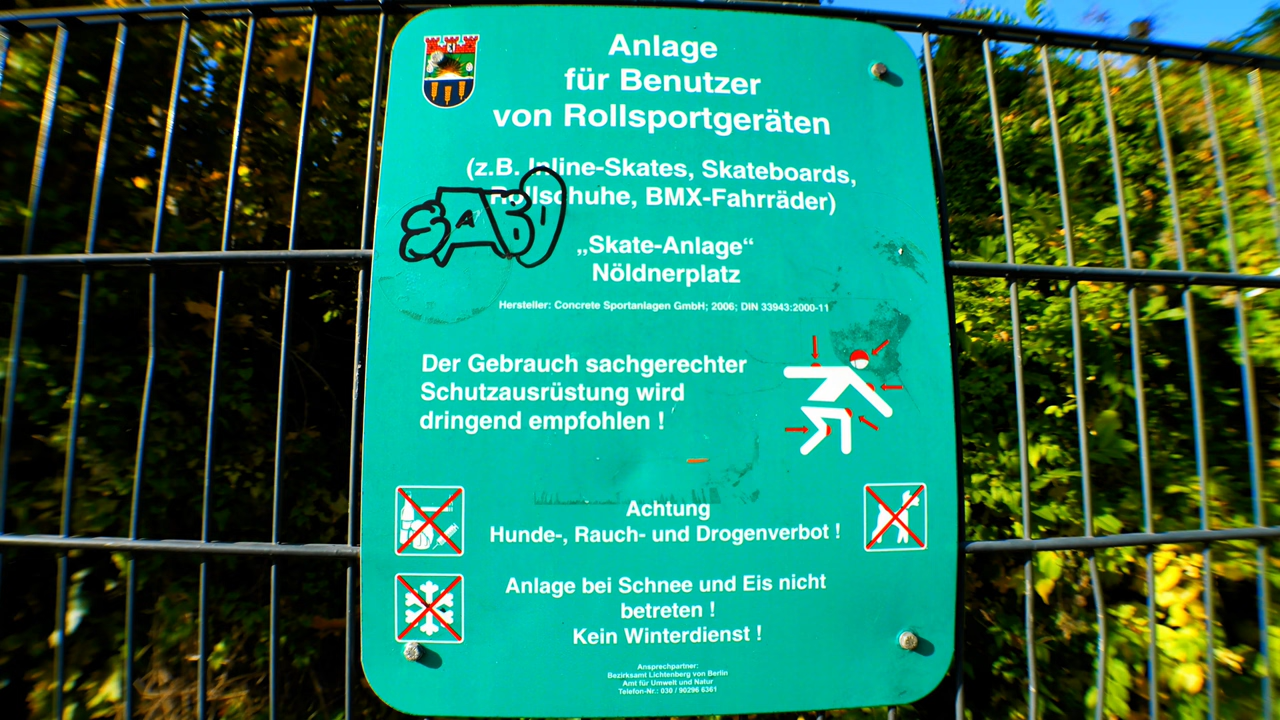 Anlage
für Benutzer
von Rollsportgeräten
(z.B. Inline-Skates, Skateboards,
Rollschuhe, BMX-Fahrräder)
SABO
„Skate-Anlage“
Nöldnerplatz
Hersteller: Concrete Sportanlagen GmbH; 2006; DIN 33943:2000-11
Der Gebrauch sachgerechter
Schutzausrüstung wird
dringend empfohlen !
Achtung
Hunde-, Rauch- und Drogenverbot !
Anlage bei Schnee und Eis nicht
betreten !
Kein Winterdienst !
Ansprechpartner:
Bezirksamt Lichtenberg von Berlin
Amt für Umwelt und Natur
Telefon-Nr.: 030 / 90296 6361